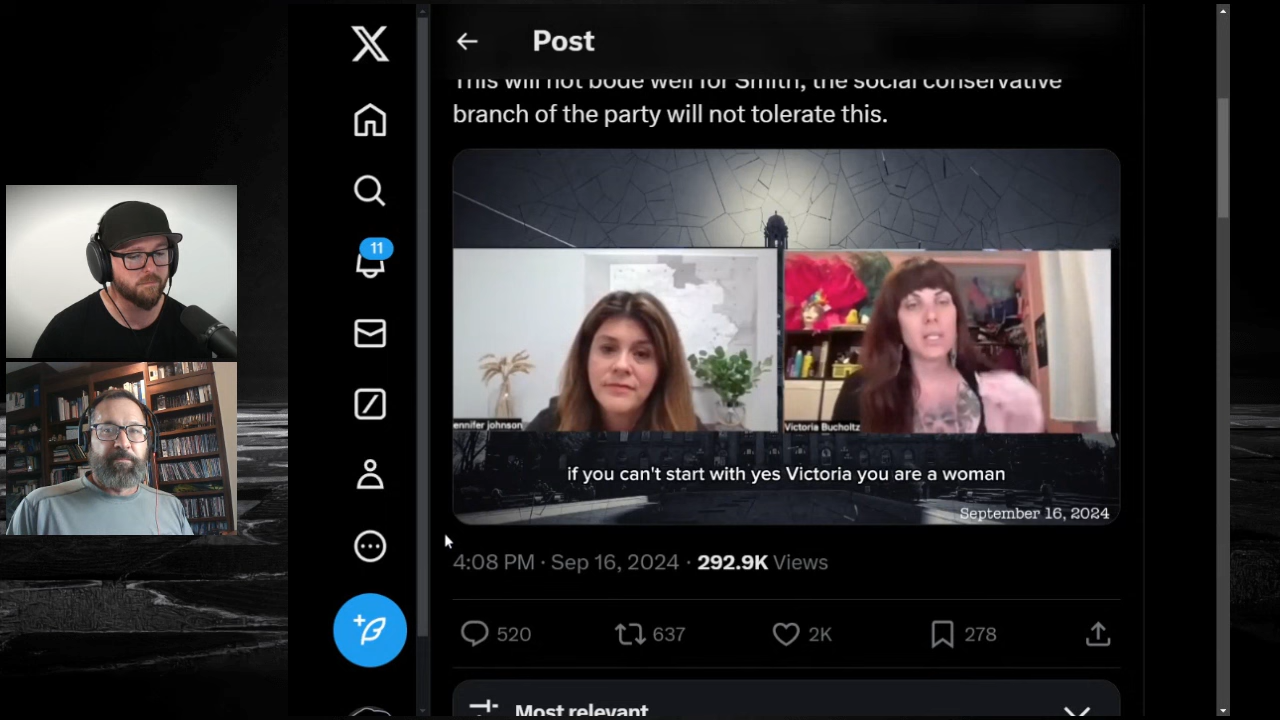 Post
This will not bode well for Smith, the social conservative
branch of the party will not tolerate this.
11
ennifer johnson
Victoria Bucholtz
if you can't start with yes Victoria you are a woman
September 16, 2024
4:08 PM · Sep 16, 2024 · 292.9K Views
520 637 2K 278
Most relevant